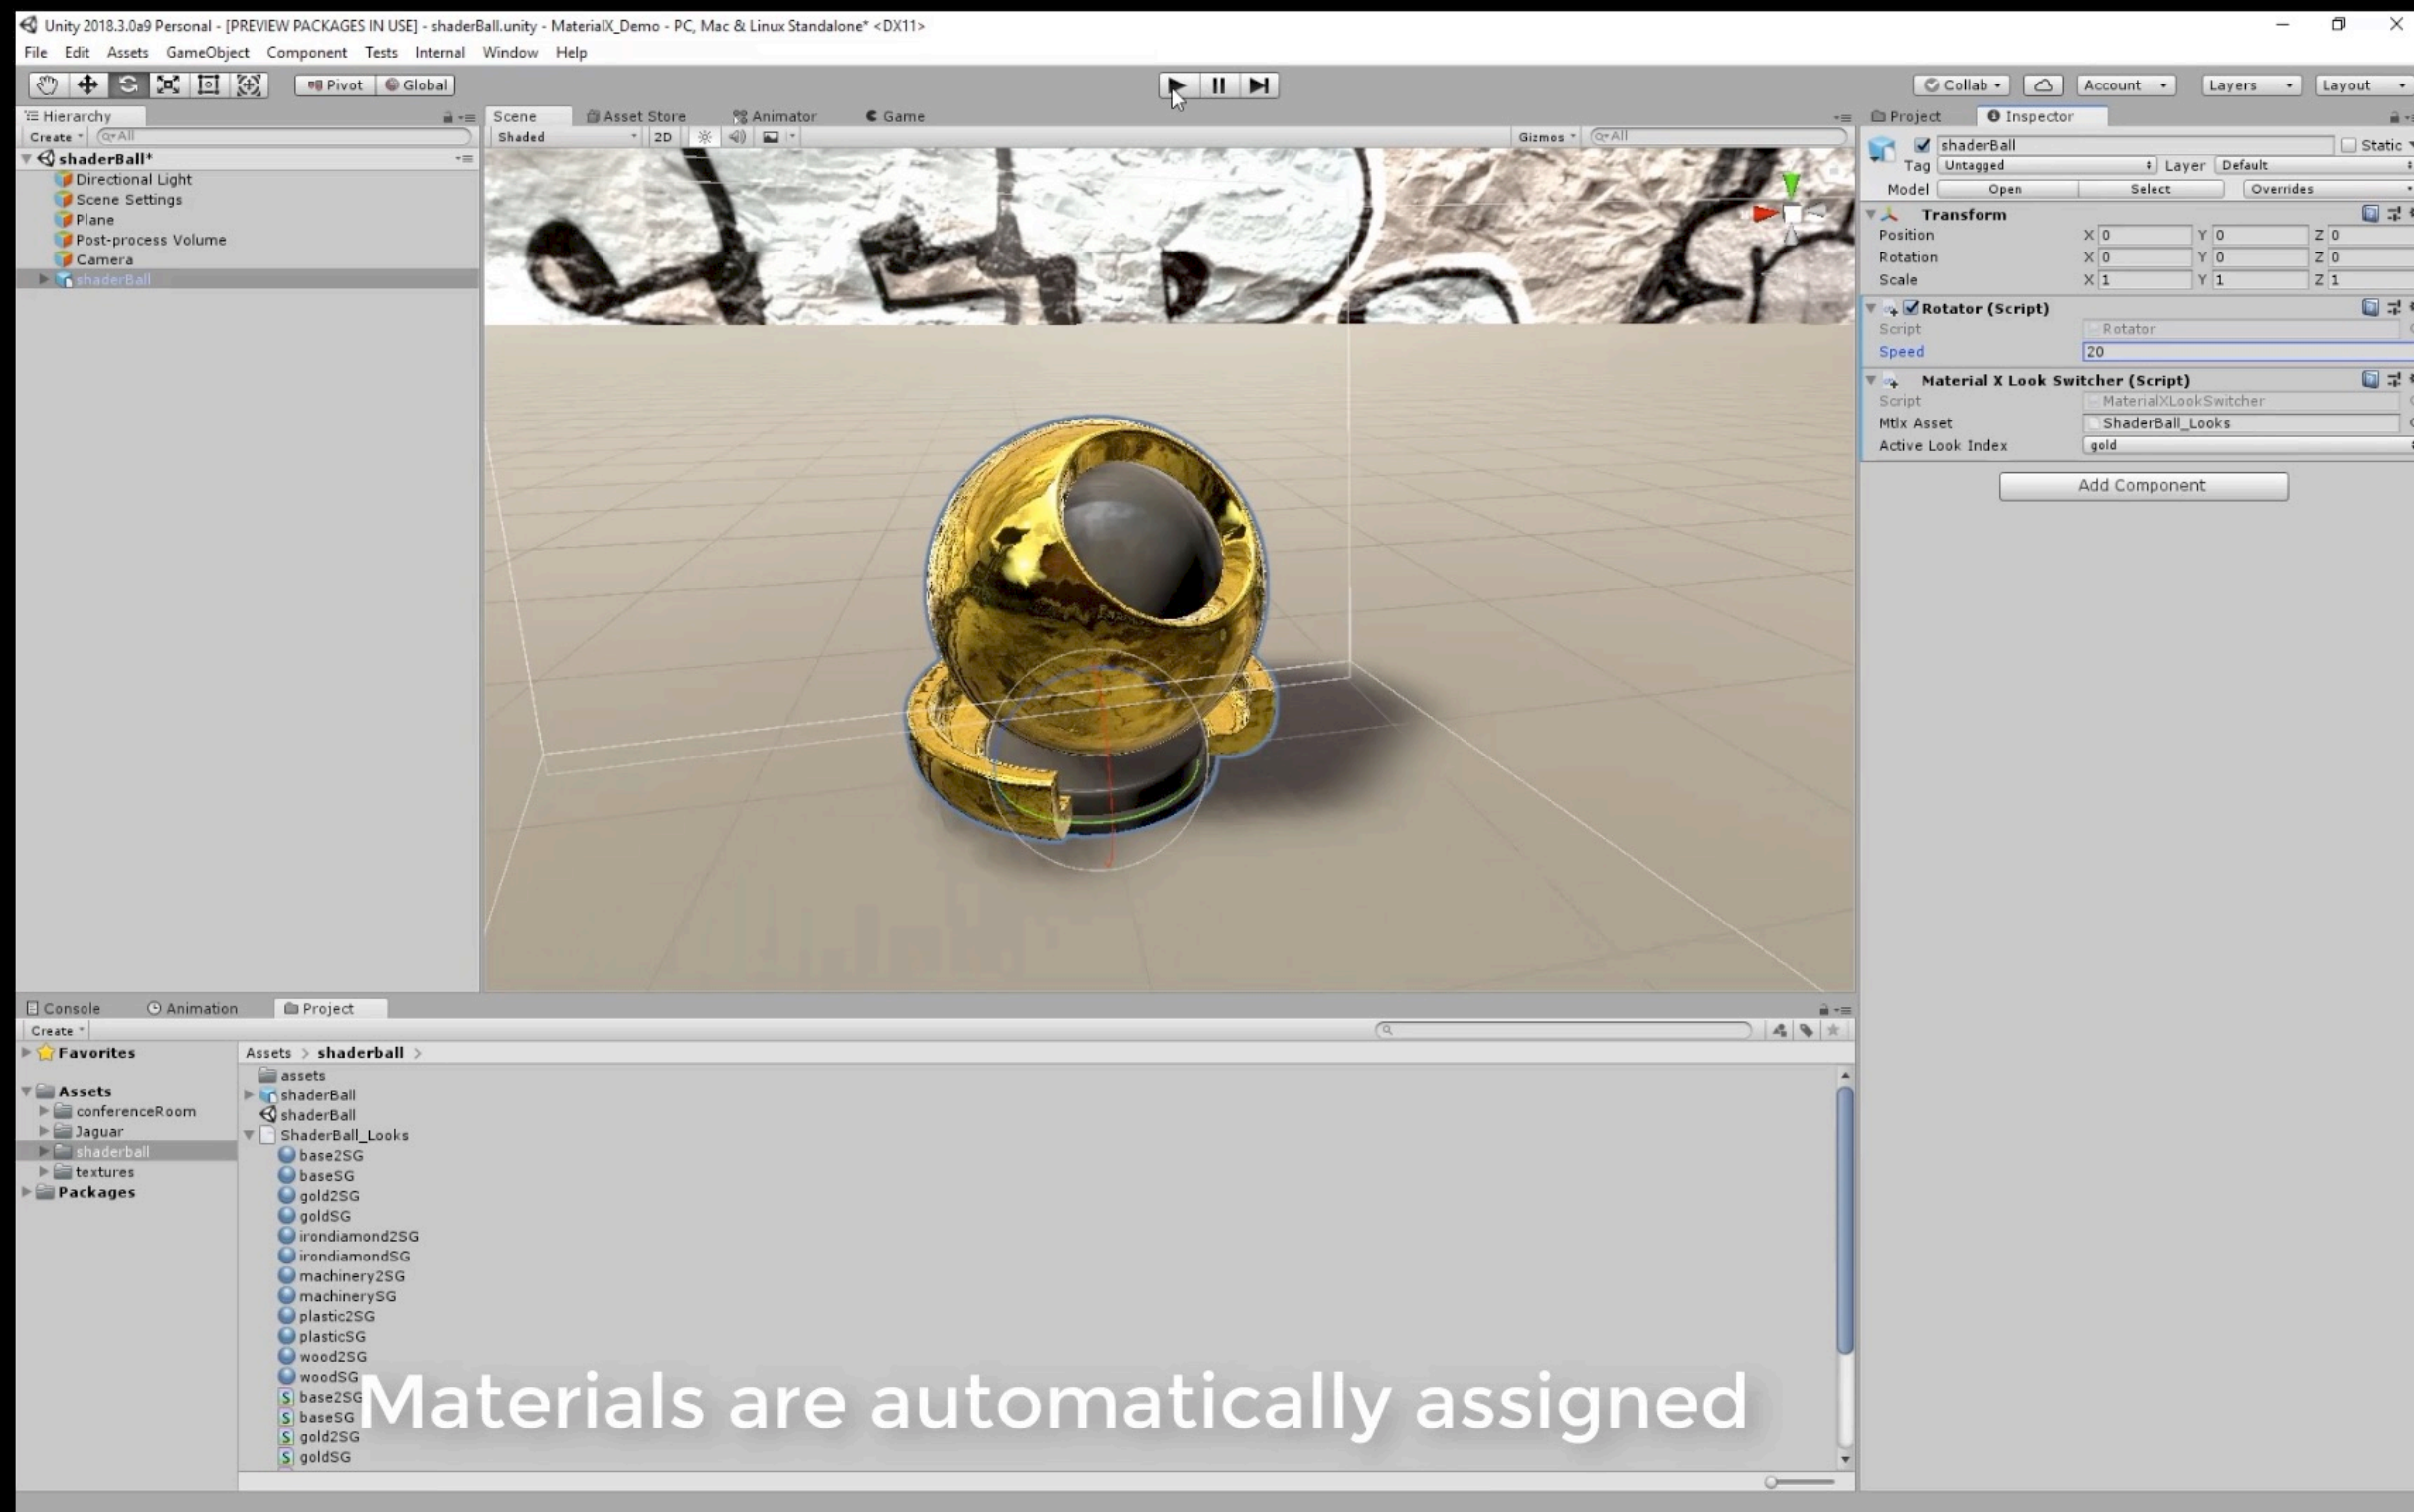 Unity 2018.3.0a9 Personal - [PREVIEW PACKAGES IN USE] - shaderBall.unity - MaterialX_Demo - PC, Mac & Linux Standalone* <DX11>
File Edit Assets GameObject Component Tests Internal Window Help
Pivot Global Collab Account Layers Layout
Hierarchy
Create All
shaderBall*
Directional Light
Scene Settings
Plane
Post-process Volume
Camera
shaderBall
Scene Asset Store Animator Game
Shaded 2D Gizmos All
Project Inspector
shaderBall Static
Tag Untagged Layer Default
Model Open Select Overrides
Transform
Position X 0 Y 0 Z 0
Rotation X 0 Y 0 Z 0
Scale X 1 Y 1 Z 1
Rotator (Script)
Script Rotator
Speed 20
Material X Look Switcher (Script)
Script MaterialXLookSwitcher
Mtlx Asset ShaderBall_Looks
Active Look Index gold
Add Component
Console Animation Project
Create
Favorites
Assets
conferenceRoom
Jaguar
shaderball
textures
Packages
Assets > shaderball >
assets
shaderBall
shaderBall
ShaderBall_Looks
base2SG
baseSG
gold2SG
goldSG
irondiamond2SG
irondiamondSG
machinery2SG
machinerySG
plastic2SG
plasticSG
wood2SG
woodSG
base2SG
baseSG
gold2SG
goldSG
Materials are automatically assigned